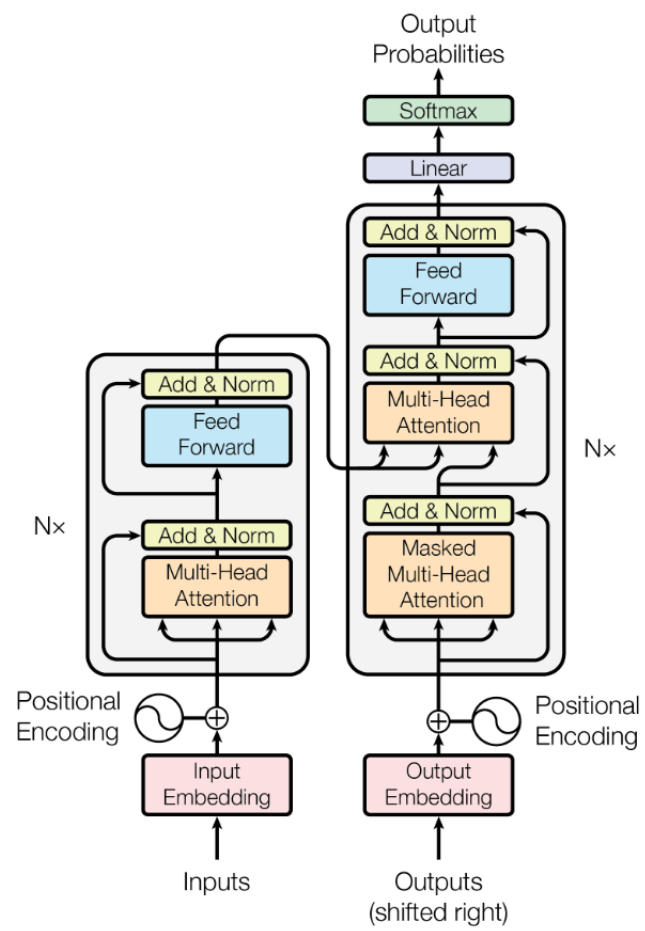 Output
Probabilities
Softmax
Linear
Add & Norm
Feed
Forward
Add & Norm
Multi-Head
Attention
Add & Norm
Masked
Multi-Head
Attention
Nx
Positional
Encoding
Output
Embedding
Outputs
(shifted right)
Add & Norm
Feed
Forward
Add & Norm
Multi-Head
Attention
N×
Positional
Encoding
Input
Embedding
Inputs